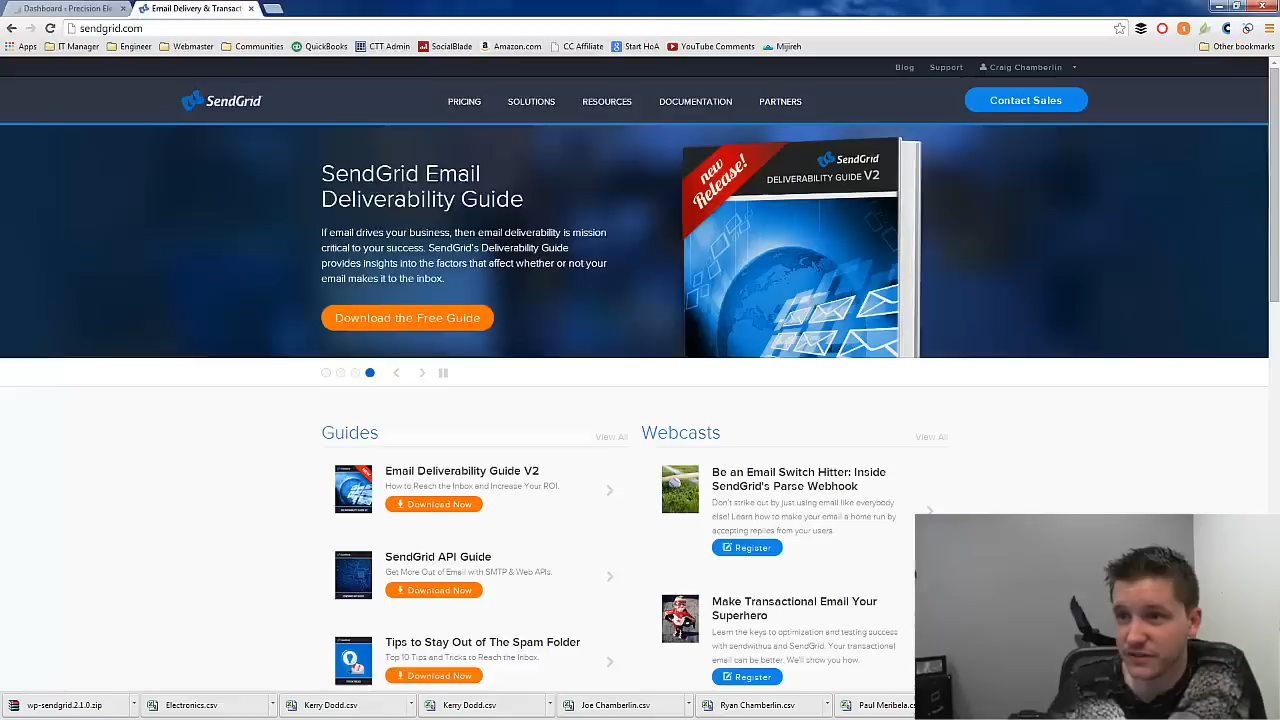 Dashboard ‹ Precision Ele
Email Delivery & Transact
sendgrid.com
Apps IT Manager Engineer Webmaster Communities QuickBooks CTT Admin SocialBlade Amazon.com CC Affiliate Start HoA YouTube Comments Mijireh Other bookmarks
Blog Support Craig Chamberlin
SendGrid PRICING SOLUTIONS RESOURCES DOCUMENTATION PARTNERS Contact Sales
SendGrid Email
Deliverability Guide
If email drives your business, then email deliverability is mission
critical to your success. SendGrid's Deliverability Guide
provides insights into the factors that affect whether or not your
email makes it to the inbox.
Download the Free Guide
new
Release!
SendGrid
DELIVERABILITY GUIDE V2
Guides View All
Email Deliverability Guide V2
How to Reach the Inbox and Increase Your ROI.
Download Now
SendGrid API Guide
Get More Out of Email with SMTP & Web APIs.
Download Now
Tips to Stay Out of The Spam Folder
Top 10 Tips and Tricks to Reach the Inbox.
Download Now
Webcasts View All
Be an Email Switch Hitter: Inside
SendGrid's Parse Webhook
Don't strike out by just using email like everybody
else! Learn how to make your email a home run by
accepting replies from your users.
Register
Make Transactional Email Your
Superhero
Learn the keys to optimization and testing success
with sendwithus and SendGrid. Your transactional
email can be better. We'll show you how.
Register
wp-sendgrid.2.1.0.zip Electronics.csv Kerry Dodd.csv Kerry Dodd.csv Joe Chamberlin.csv Ryan Chamberlin.csv Paul Meribela.cs